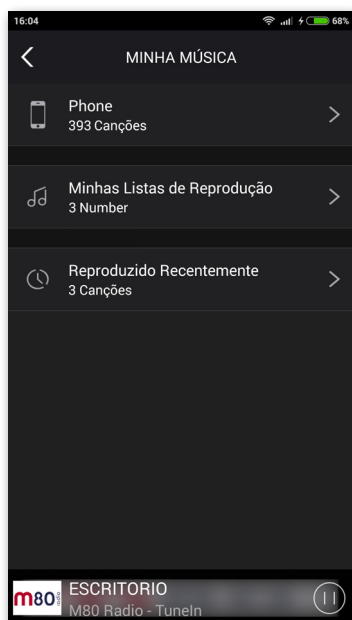 16:04
68%
MINHA MÚSICA
Phone
393 Canções
Minhas Listas de Reprodução
3 Number
Reproduzido Recentemente
3 Canções
m80 radio
ESCRITORIO
M80 Radio - TuneIn